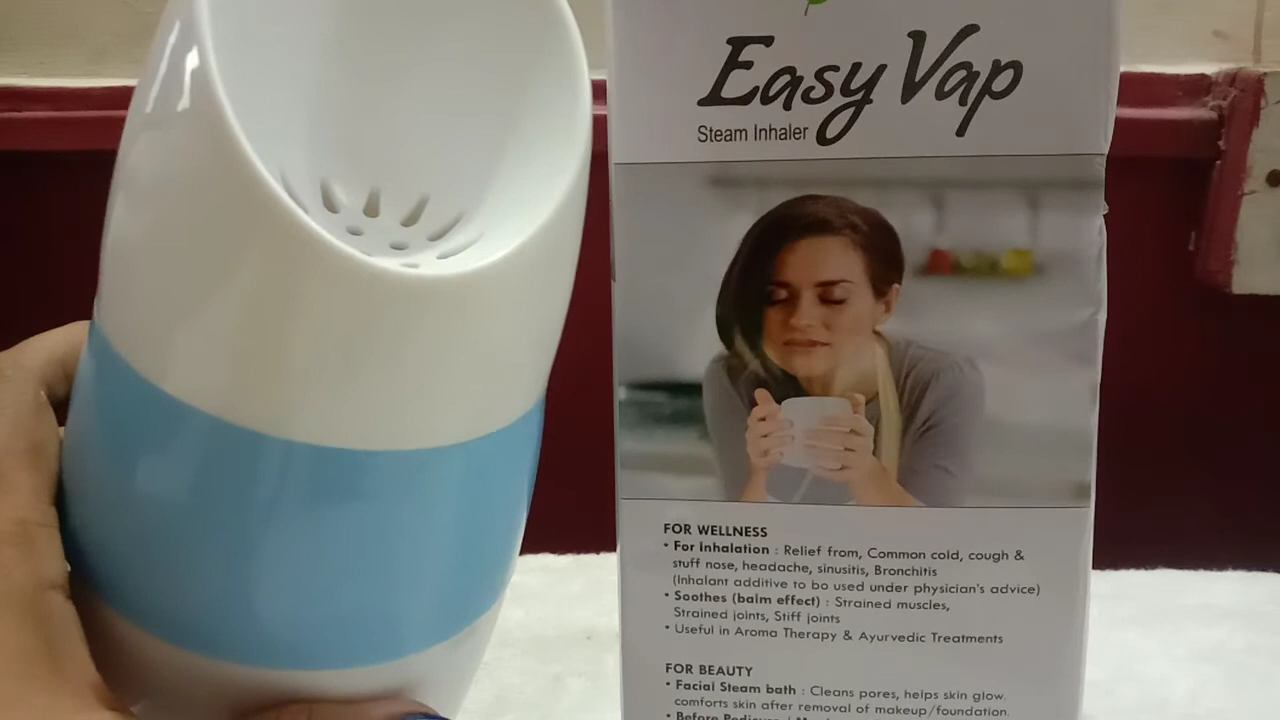 Easy Vap
Steam Inhaler
FOR WELLNESS
• For Inhalation : Relief from, Common cold, cough &
stuff nose, headache, sinusitis, Bronchitis
(Inhalant additive to bo used under physician's advice)
• Soothes (balm effect) : Strained muscles,
Strained joints, Stiff joints
• Useful in Aroma Therapy & Ayurvedic Treatments
FOR BEAUTY
• Facial Steam bath : Cleans pores, helps skin glow.
comforts skin after removal of makeup/foundation.
• Before